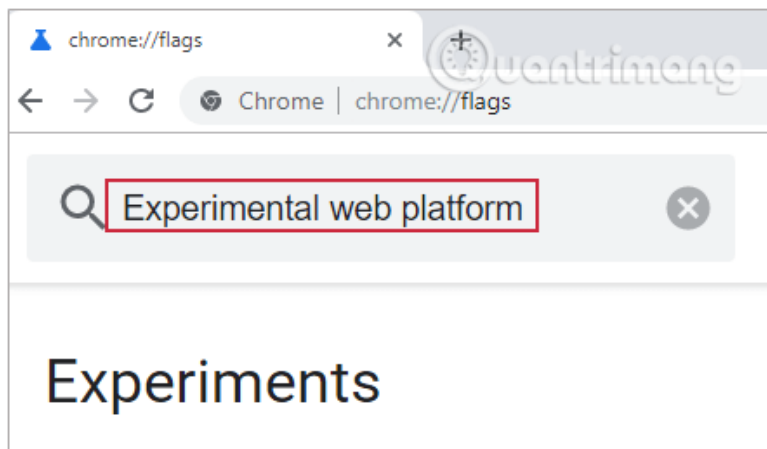 chrome://flags
Quantrimang
Chrome | chrome://flags
Experimental web platform
Experiments